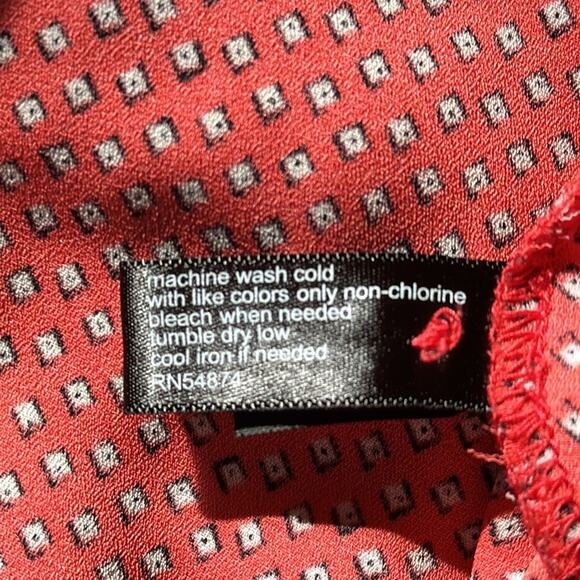 machine wash cold
with like colors only non-chlorine
bleach when needed
tumble dry low
cool iron if needed
RN54874